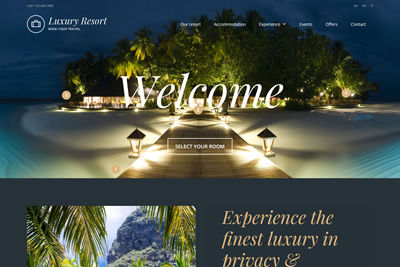 Luxury Resort
BOOK YOUR TRAVEL
Our resort
Accommodation
Experience
Events
Offers
Contact
Welcome
SELECT YOUR ROOM
Experience the
finest luxury in
privacy &